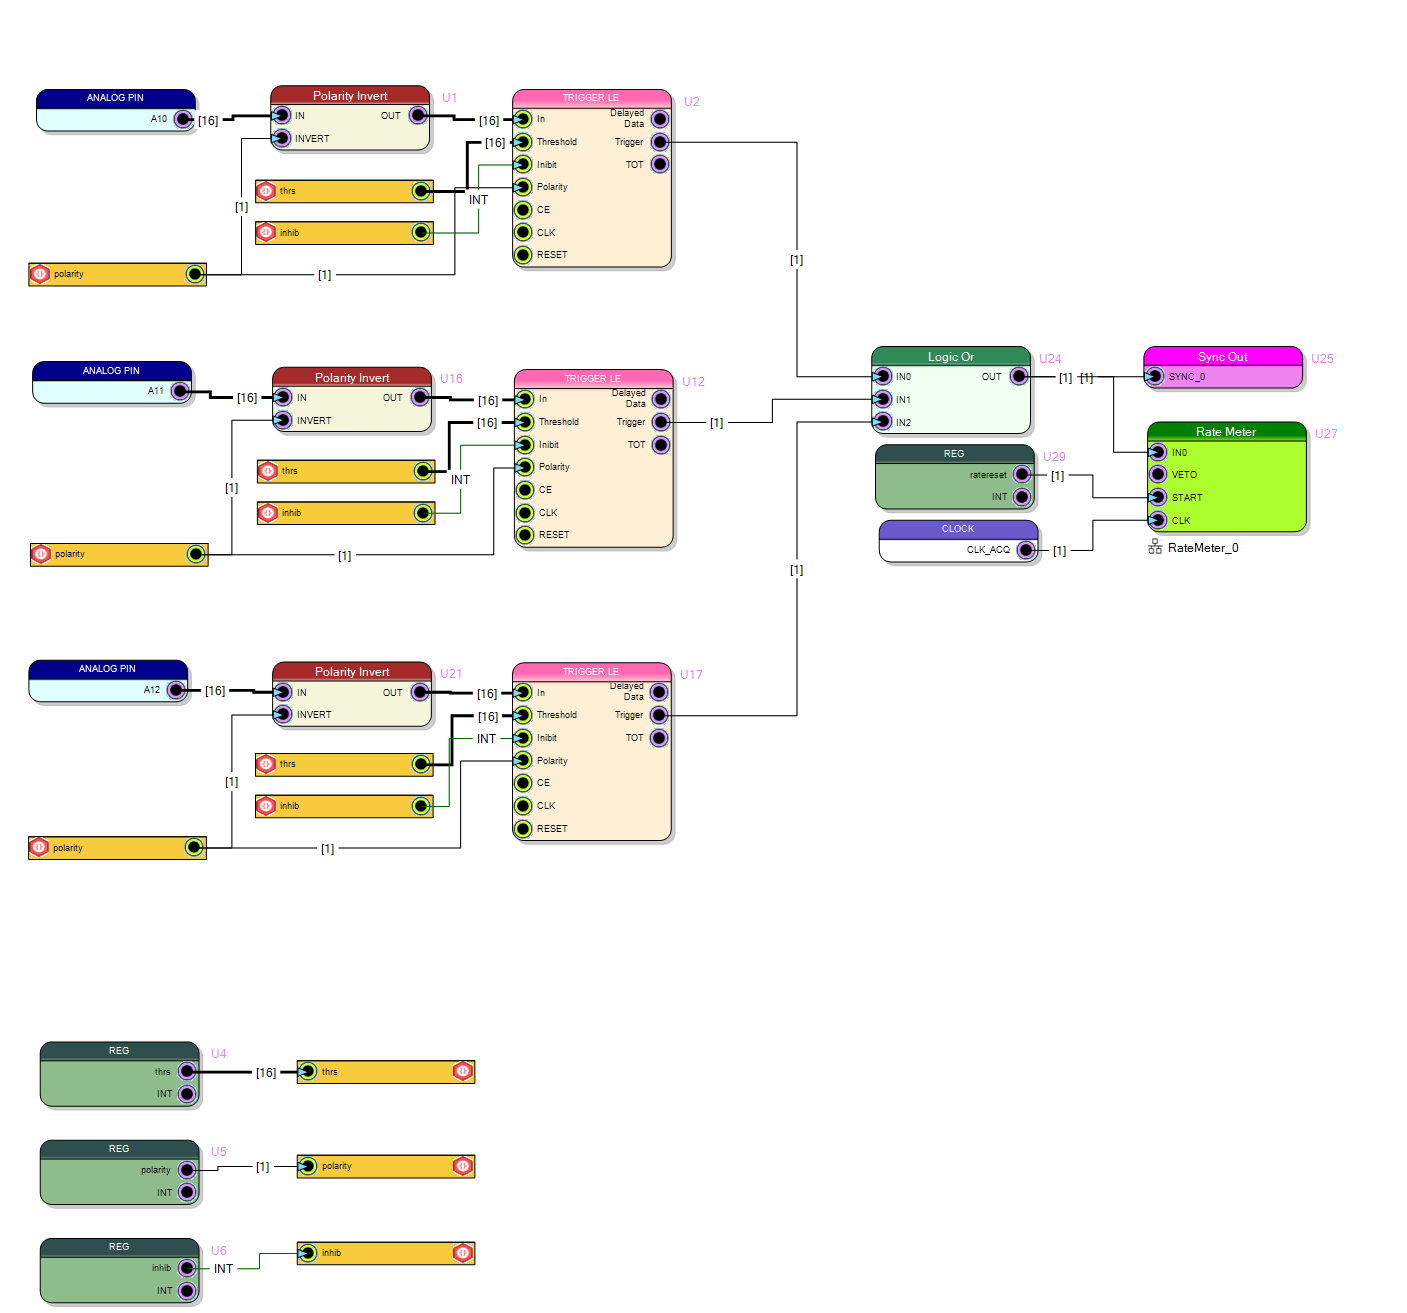 ANALOG PIN
A10
[16]
Polarity Invert
U1
IN
OUT
INVERT
[16]
[16]
TRIGGER LE
U2
In
Delayed
Data
Threshold
Trigger
Inibit
TOT
Polarity
CE
CLK
RESET
thrs
[1]
INT
inhib
polarity
[1]
[1]
ANALOG PIN
A11
[16]
Polarity Invert
U16
IN
OUT
INVERT
[16]
[16]
TRIGGER LE
U12
In
Delayed
Data
Threshold
Trigger
[1]
Inibit
TOT
Polarity
CE
CLK
RESET
thrs
INT
[1]
inhib
polarity
[1]
Logic Or
U24
IN0
OUT
[1]
[1]
IN1
IN2
Sync Out
U25
SYNC_0
Rate Meter
U27
IN0
VETO
START
CLK
RateMeter_0
REG
U29
ratereset
[1]
INT
CLOCK
CLK_ACQ
[1]
[1]
ANALOG PIN
A12
[16]
Polarity Invert
U21
IN
OUT
INVERT
[16]
[16]
INT
TRIGGER LE
U17
In
Delayed
Data
Threshold
Trigger
Inibit
TOT
Polarity
CE
CLK
RESET
thrs
[1]
inhib
polarity
[1]
REG
U4
thrs
[16]
thrs
INT
REG
U5
polarity
[1]
polarity
INT
REG
U6
inhib
INT
inhib
INT